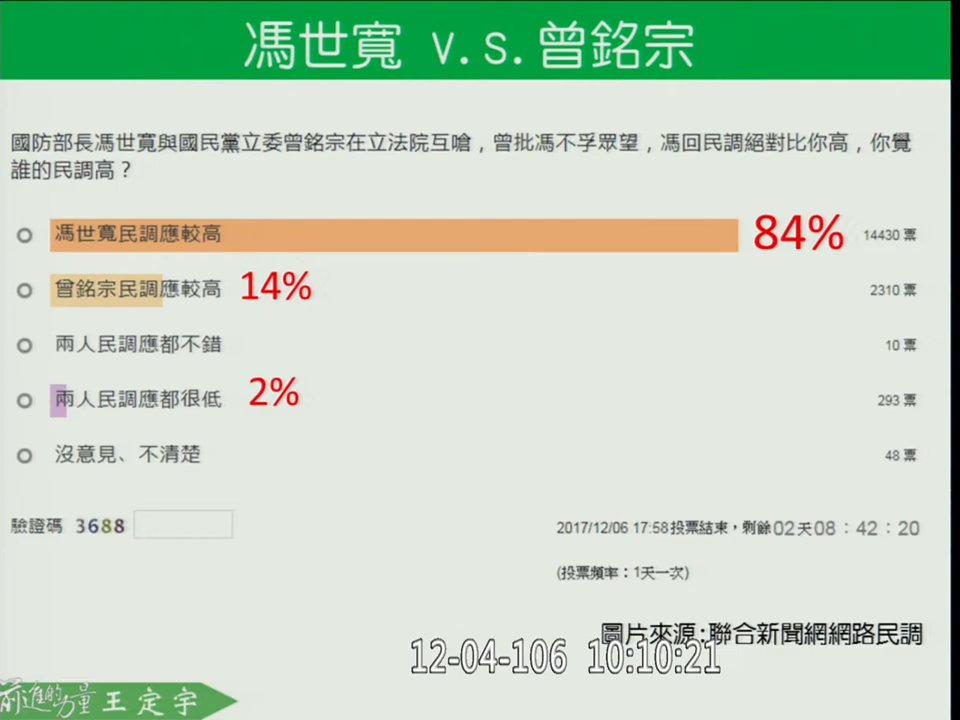 馮世寬 V.S.曾銘宗
國防部長馮世寬與國民黨立委曾銘宗在立法院互嗆，曾批馮不孚眾望，馮回民調絕對比你高，你覺
誰的民調高？
馮世寬民調應較高 84% 14430 票
曾銘宗民調應較高 14% 2310 票
兩人民調應都不錯 10 票
兩人民調應都很低 2% 293 票
沒意見、不清楚 48 票
驗證碼 3688
2017/12/06 17:58投票結束，剩餘02天08：42：20
(投票頻率：1天一次)
圖片來源:聯合新聞網網路民調
12-04-106 10:10:21
前進的力量 王定宇